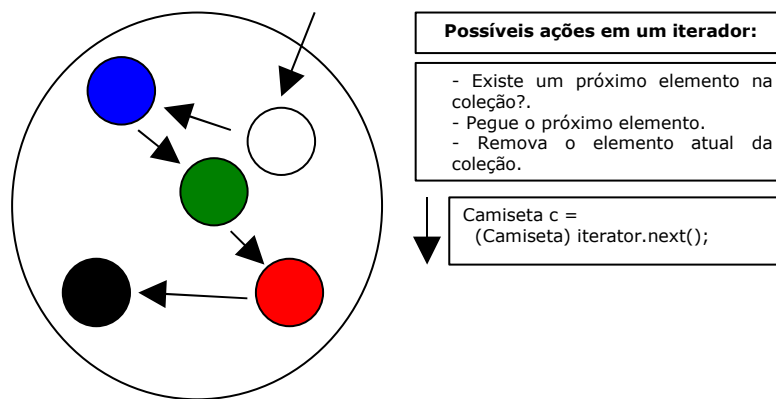 Possíveis ações em um iterador:
- Existe um próximo elemento na
coleção?.
- Pegue o próximo elemento.
- Remova o elemento atual da
coleção.
Camiseta c =
(Camiseta) iterator.next();